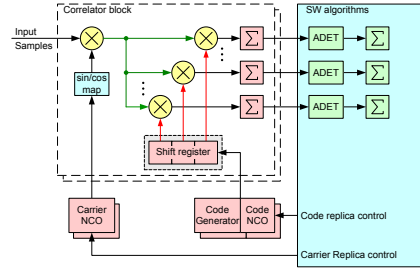 Correlator block
SW algorithms
Input
Samples
Σ
ADET
Σ
sin/cos
map
Σ
ADET
Σ
Σ
ADET
Σ
Shift register
Carrier
NCO
Code
Generator
Code
NCO
Code replica control
Carrier Replica control